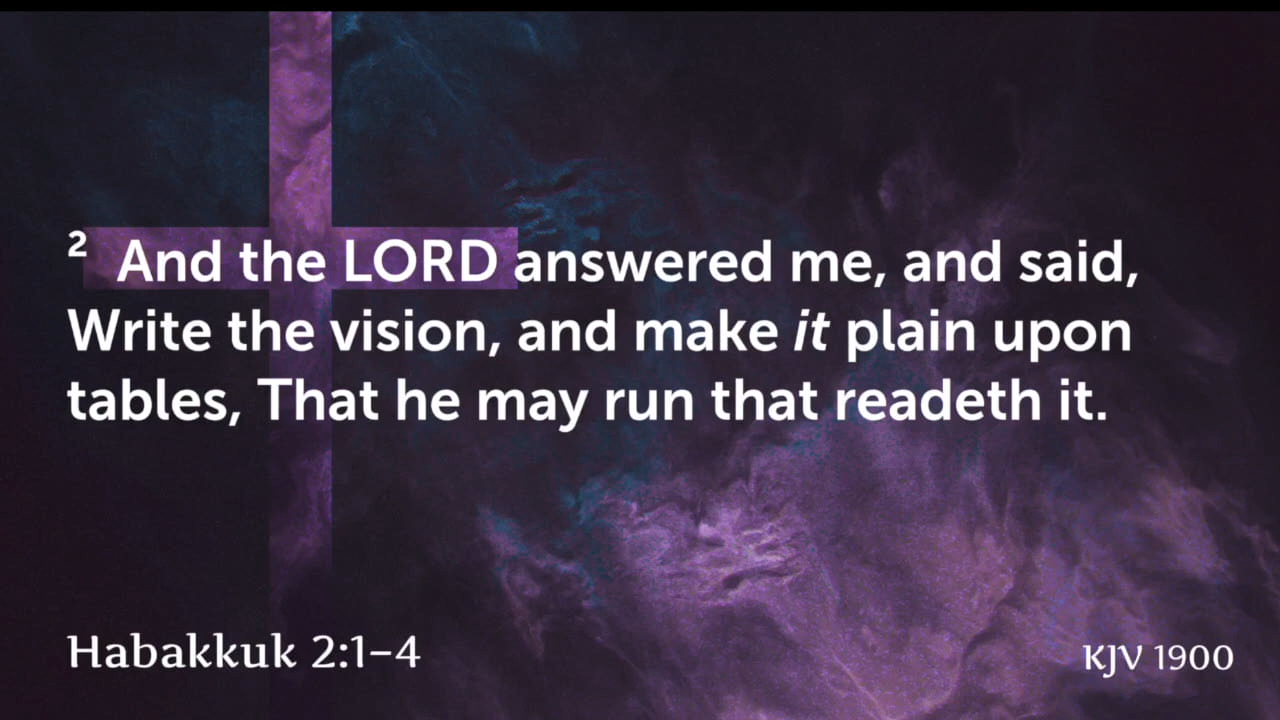 2 And the LORD answered me, and said,
Write the vision, and make it plain upon
tables, That he may run that readeth it.
Habakkuk 2:1–4
KJV 1900